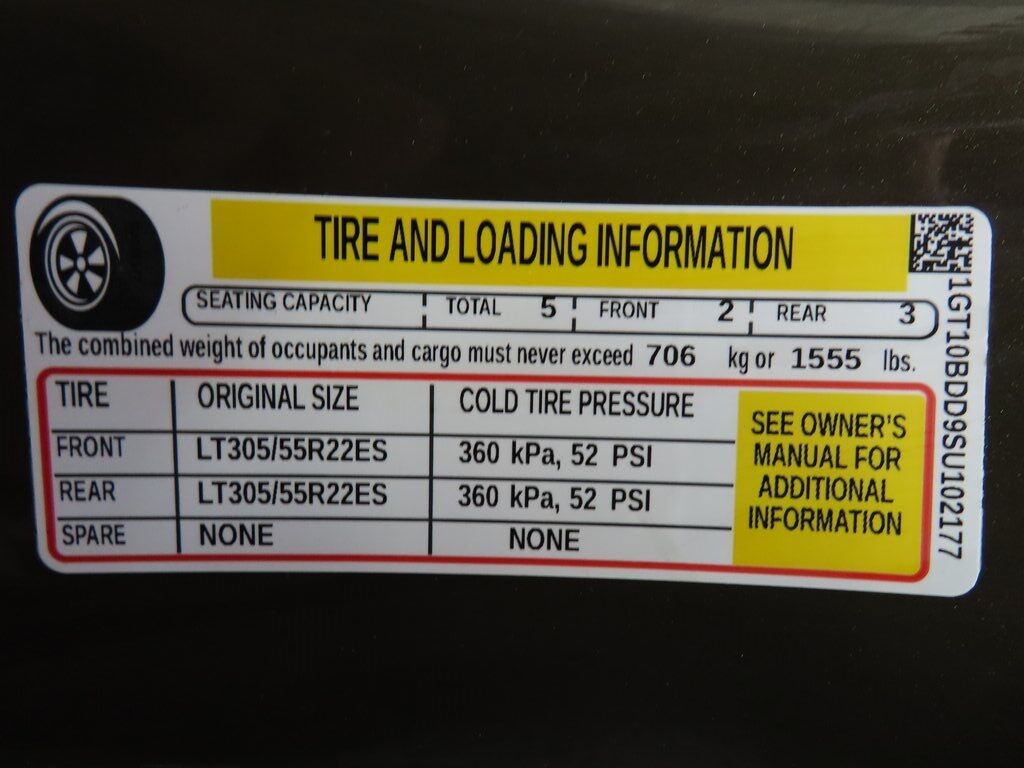 TIRE AND LOADING INFORMATION
SEATING CAPACITY TOTAL 5 FRONT 2 REAR 3
The combined weight of occupants and cargo must never exceed 706 kg or 1555 lbs.
TIRE ORIGINAL SIZE COLD TIRE PRESSURE
FRONT LT305/55R22ES 360 kPa, 52 PSI
REAR LT305/55R22ES 360 kPa, 52 PSI
SPARE NONE NONE
SEE OWNER'S
MANUAL FOR
ADDITIONAL
INFORMATION
1GT10BDD9SU102177